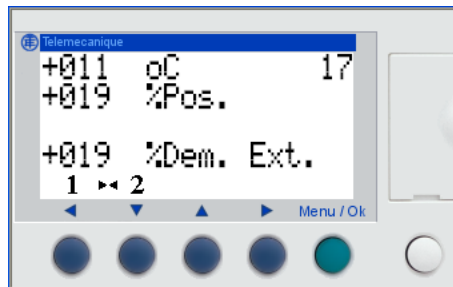 Telemecanique
+011 oC 17
+019 %Pos.
+019 %Dem. Ext.
1 ⧓ 2
Menu / Ok